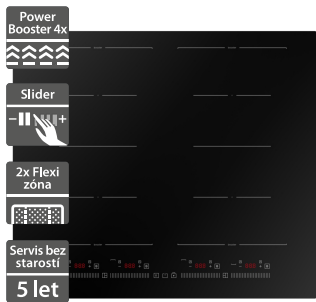 Power
Booster 4x
Slider
2x Flexi
zóna
Servis bez
starostí
5 let